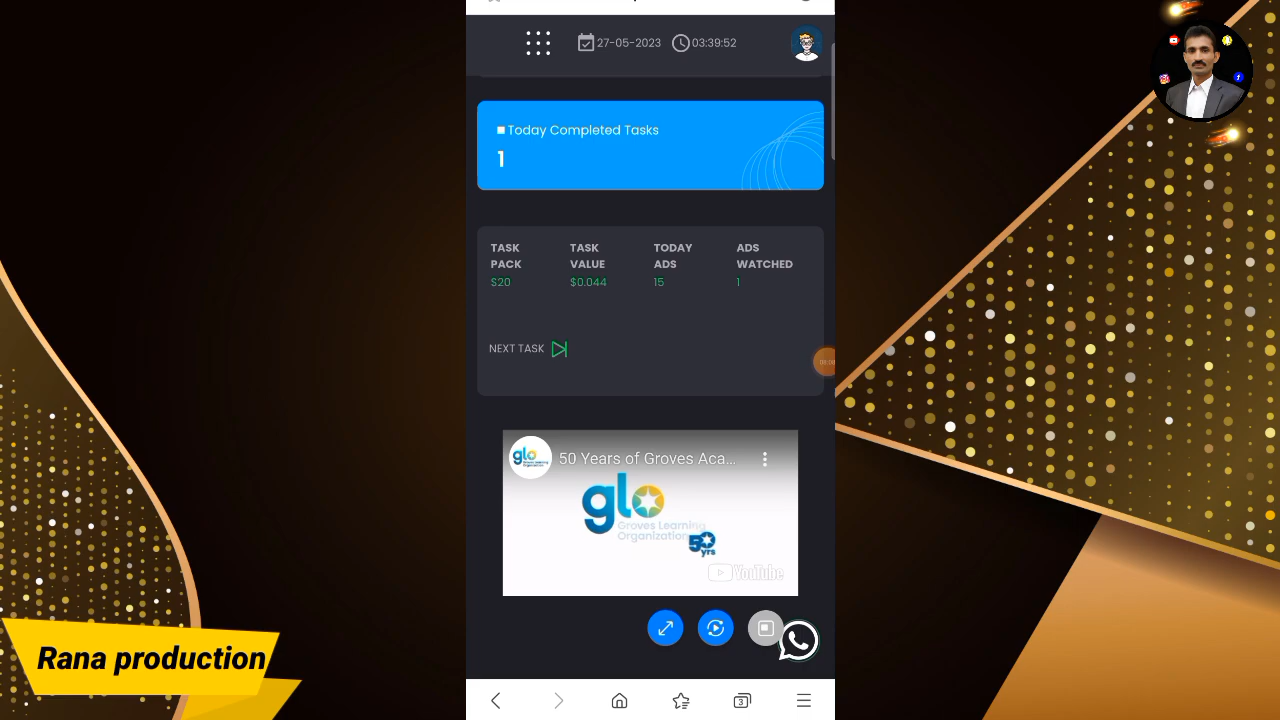 27-05-2023 03:39:52
Today Completed Tasks
1
TASK PACK TASK VALUE TODAY ADS ADS WATCHED
$20 $0.044 15 1
NEXT TASK
glo 50 Years of Groves Aca...
glo
Groves Learning
Organization
50
yrs
YouTube
3
Rana production